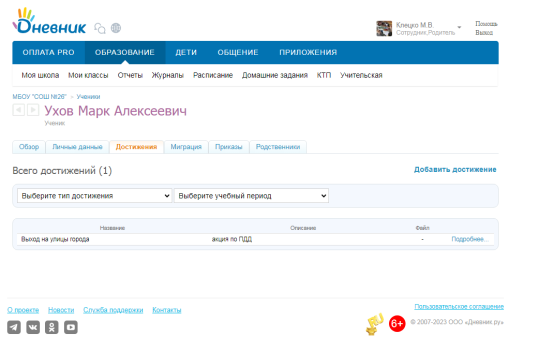 Дневник
Клецко М.В.
Сотрудник, Родитель
Помощь
Выход
ОПЛАТА PRO ОБРАЗОВАНИЕ ДЕТИ ОБЩЕНИЕ ПРИЛОЖЕНИЯ
Моя школа Мои классы Отчеты Журналы Расписание Домашние задания КТП Учительская
МБОУ "СОШ №26" > Ученики
Ухов Марк Алексеевич
Ученик
Обзор Личные данные Достижения Миграция Приказы Родственники
Всего достижений (1) Добавить достижение
Выберите тип достижения Выберите учебный период
Название Описание Файл
Выход на улицы города акция по ПДД - Подробнее...
О проекте Новости Служба поддержки Контакты
Пользовательское соглашение
6+ © 2007-2023 ООО «Дневник.ру»